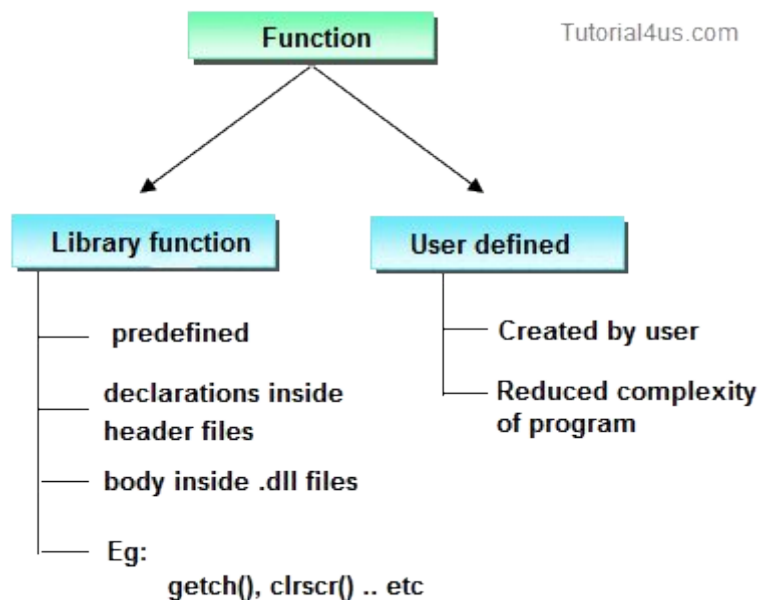 Function
Tutorial4us.com
Library function
predefined
declarations inside
header files
body inside .dll files
Eg:
getch(), clrscr() .. etc
User defined
Created by user
Reduced complexity
of program